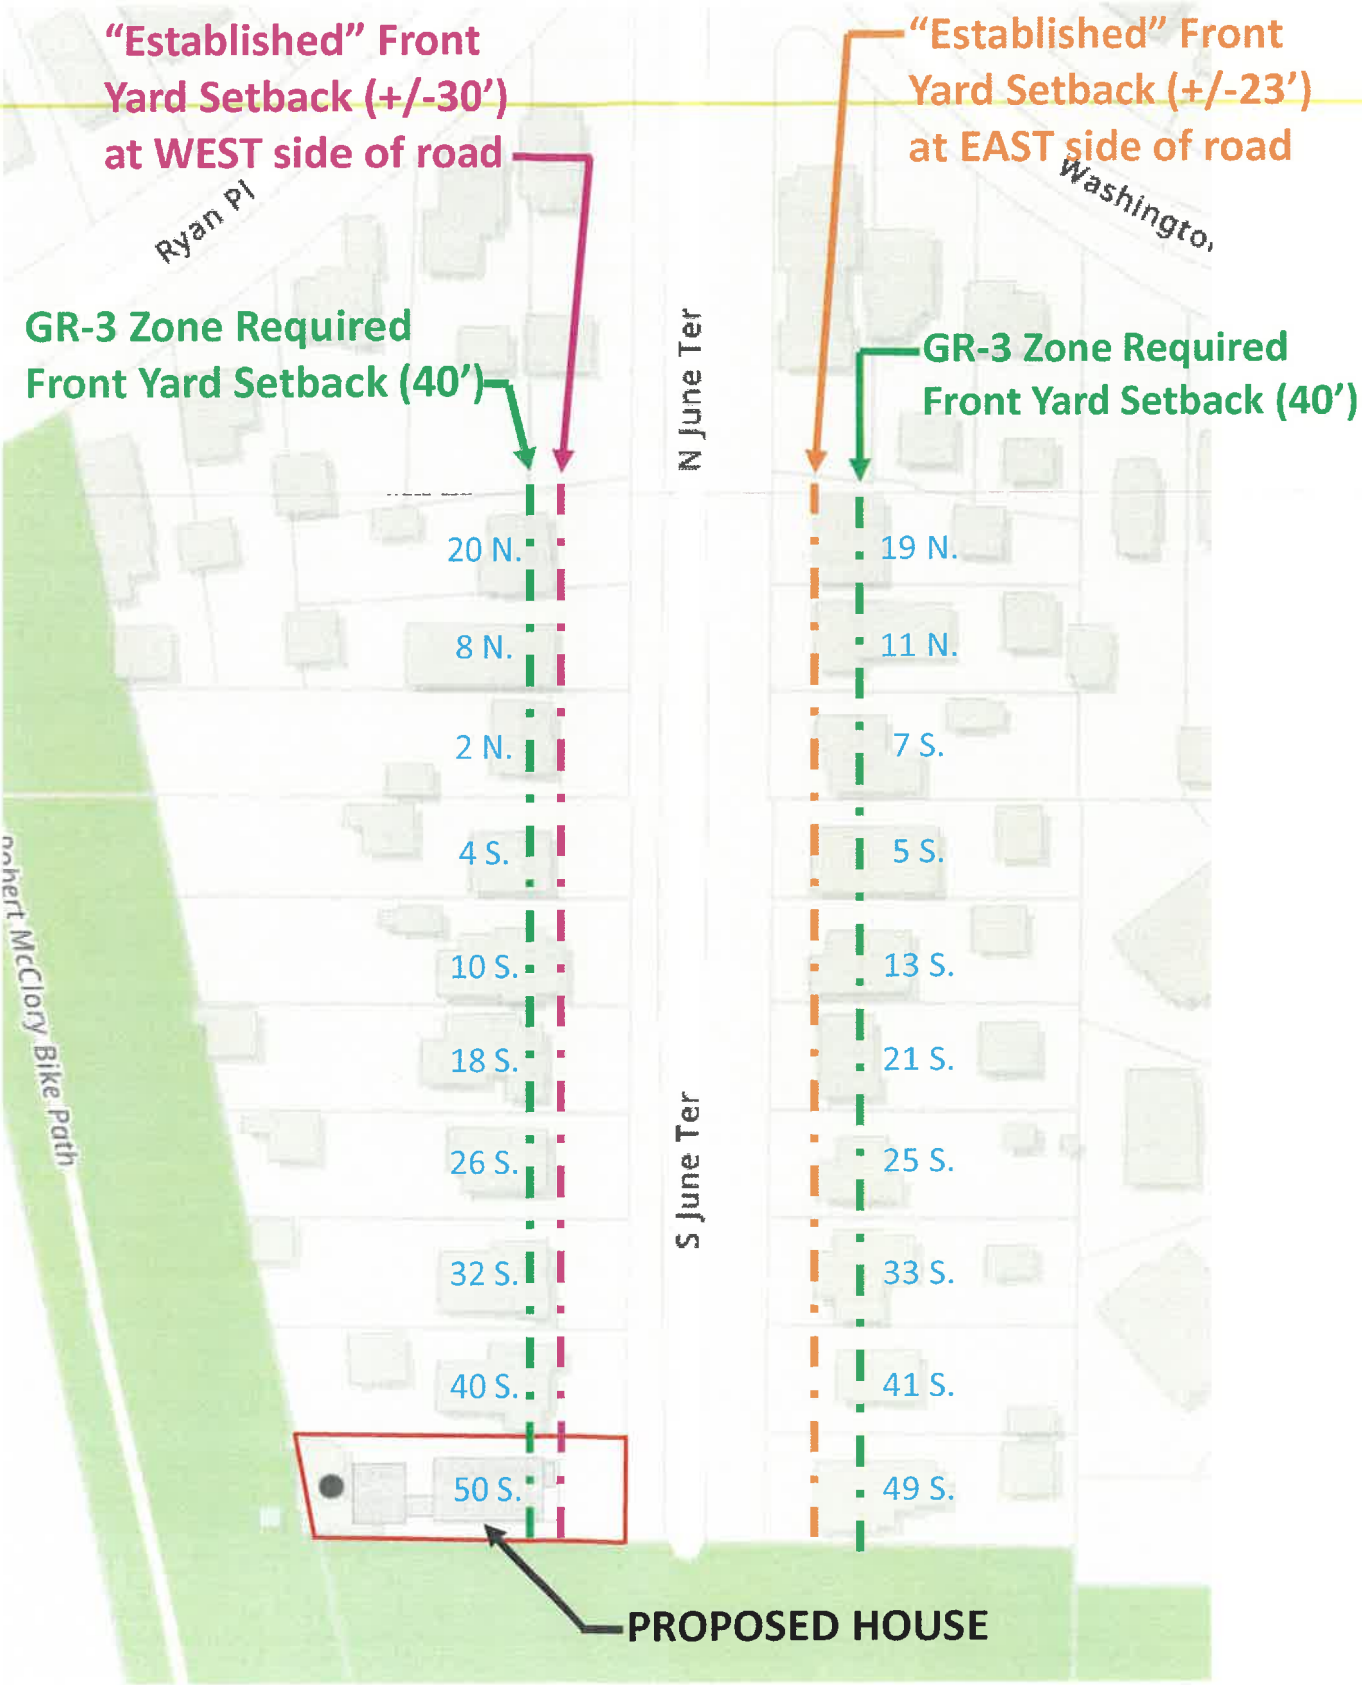 “Established” Front
Yard Setback (+/-30’)
at WEST side of road
“Established” Front
Yard Setback (+/-23’)
at EAST side of road
Ryan Pl
Washingto
GR-3 Zone Required
Front Yard Setback (40’)
N June Ter
GR-3 Zone Required
Front Yard Setback (40’)
20 N.
19 N.
8 N.
11 N.
2 N.
7 S.
4 S.
5 S.
Robert McClory Bike Path
10 S.
13 S.
18 S.
21 S.
S June Ter
26 S.
25 S.
32 S.
33 S.
40 S.
41 S.
50 S.
49 S.
PROPOSED HOUSE